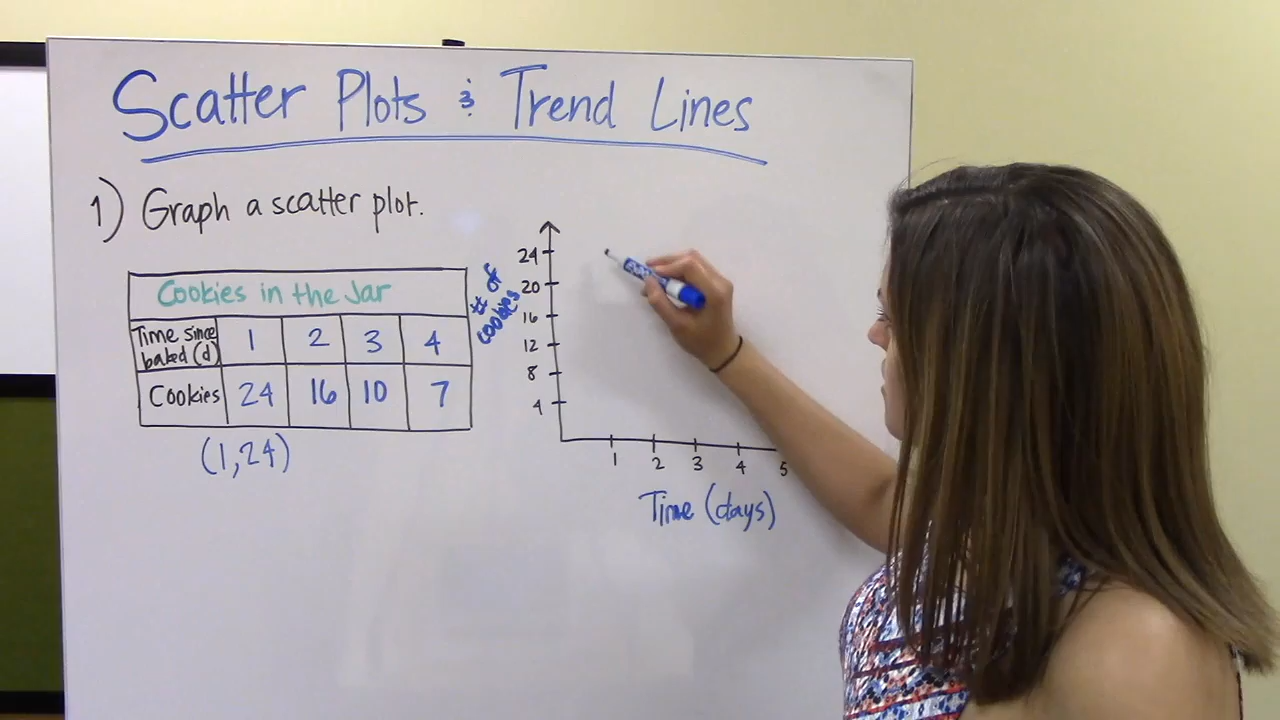 Scatter Plots & Trend Lines
1) Graph a scatter plot.
Cookies in the Jar
Time since baked (d) 1 2 3 4
Cookies 24 16 10 7
(1,24)
# of cookies
24
20
16
12
8
4
1 2 3 4 5
Time (days)